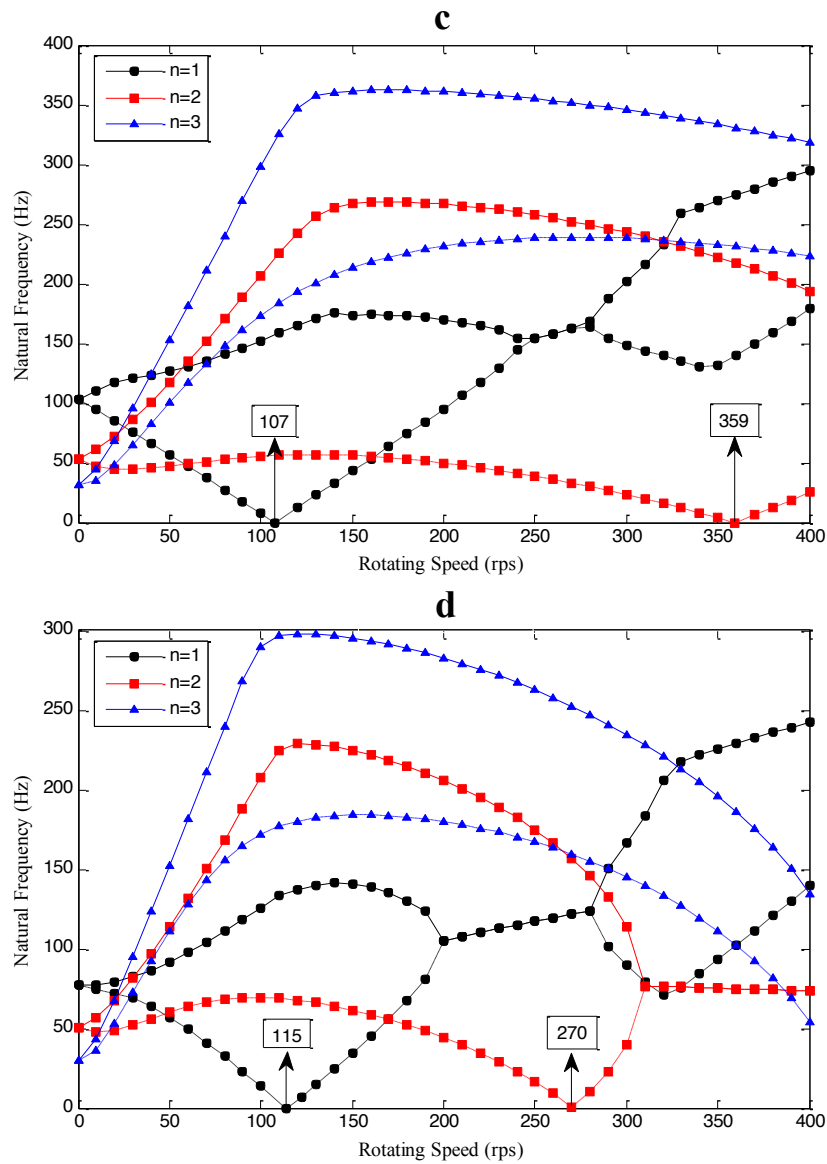 c
400
350
300
250
200
150
100
50
0
Natural Frequency (Hz)
n=1
n=2
n=3
107
359
0 50 100 150 200 250 300 350 400
Rotating Speed (rps)
d
300
250
200
150
100
50
0
Natural Frequency (Hz)
n=1
n=2
n=3
115
270
0 50 100 150 200 250 300 350 400
Rotating Speed (rps)